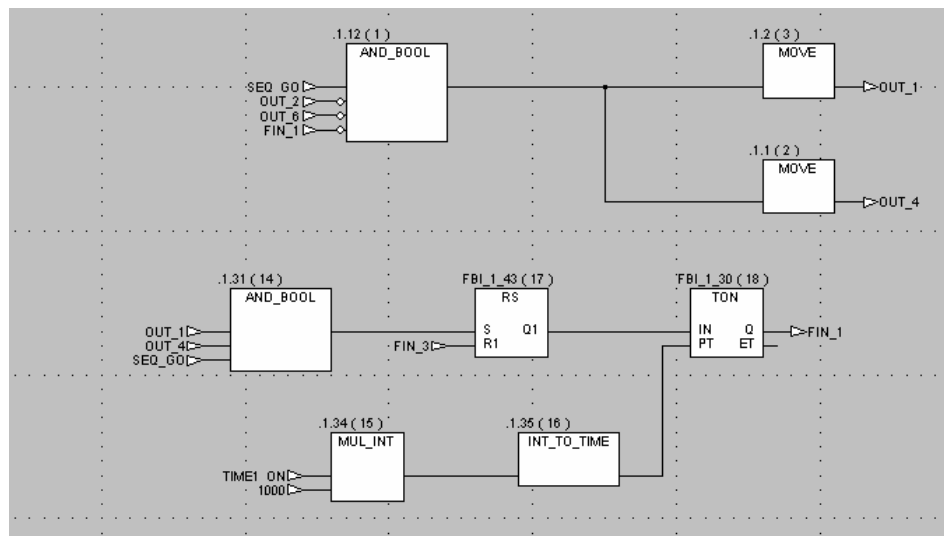 .1.12 ( 1 )
AND_BOOL
SEQ_GO
OUT_2
OUT_6
FIN_1
.1.2 ( 3 )
MOVE
OUT_1
.1.1 ( 2 )
MOVE
OUT_4
.1.31 ( 14 )
AND_BOOL
OUT_1
OUT_4
SEQ_GO
FBI_1_43 ( 17 )
RS
S Q1
R1
FIN_3
FBI_1_30 ( 18 )
TON
IN Q
PT ET
FIN_1
.1.34 ( 15 )
MUL_INT
TIME1_ON
1000
.1.35 ( 16 )
INT_TO_TIME